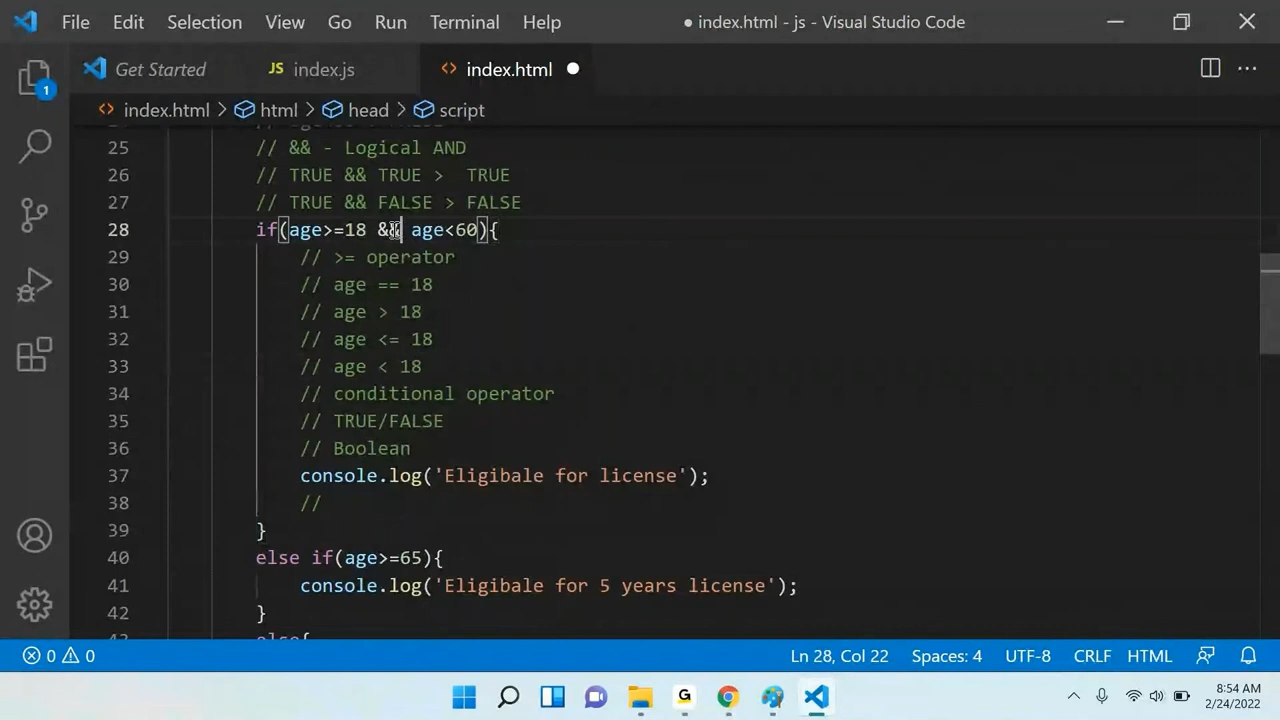 File Edit Selection View Go Run Terminal Help ● index.html - js - Visual Studio Code
Get Started JS index.js index.html
1
index.html > html > head > script
25 // && - Logical AND
26 // TRUE && TRUE > TRUE
27 // TRUE && FALSE > FALSE
28 if(age>=18 && age<60){
29 // >= operator
30 // age == 18
31 // age > 18
32 // age <= 18
33 // age < 18
34 // conditional operator
35 // TRUE/FALSE
36 // Boolean
37 console.log('Eligibale for license');
38 //
39 }
40 else if(age>=65){
41 console.log('Eligibale for 5 years license');
42 }
else{
0 0 Ln 28, Col 22 Spaces: 4 UTF-8 CRLF HTML
G
8:54 AM
2/24/2022